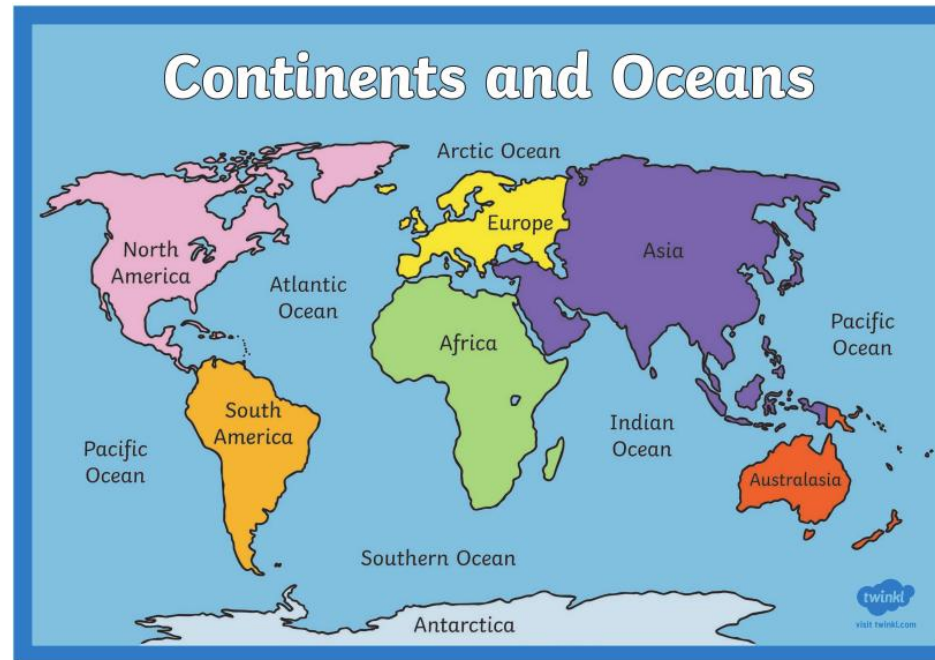 Continents and Oceans
Arctic Ocean
North
America
Europe
Asia
Atlantic
Ocean
Africa
Pacific
Ocean
South
America
Indian
Ocean
Pacific
Ocean
Australasia
Southern Ocean
Antarctica
twinkl
visit twinkl.com